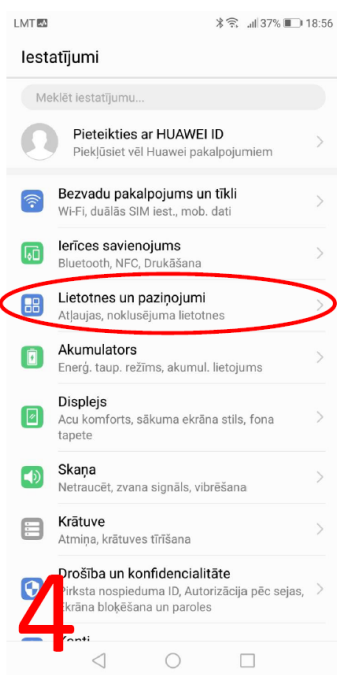 LMT 37% 18:56
Iestatījumi
Meklēt iestatījumu...
Pieteikties ar HUAWEI ID
Piekļūsiet vēl Huawei pakalpojumiem
Bezvadu pakalpojums un tīkli
Wi-Fi, duālās SIM iest., mob. dati
Ierīces savienojums
Bluetooth, NFC, Drukāšana
Lietotnes un paziņojumi
Atļaujas, noklusējuma lietotnes
Akumulators
Enerģ. taup. režīms, akumul. lietojums
Displejs
Acu komforts, sākuma ekrāna stils, fona
tapete
Skaņa
Netraucēt, zvana signāls, vibrēšana
Krātuve
Atmiņa, krātuves tīrīšana
Drošība un konfidencialitāte
Pirksta nospieduma ID, Autorizācija pēc sejas,
Ekrāna bloķēšana un paroles
4